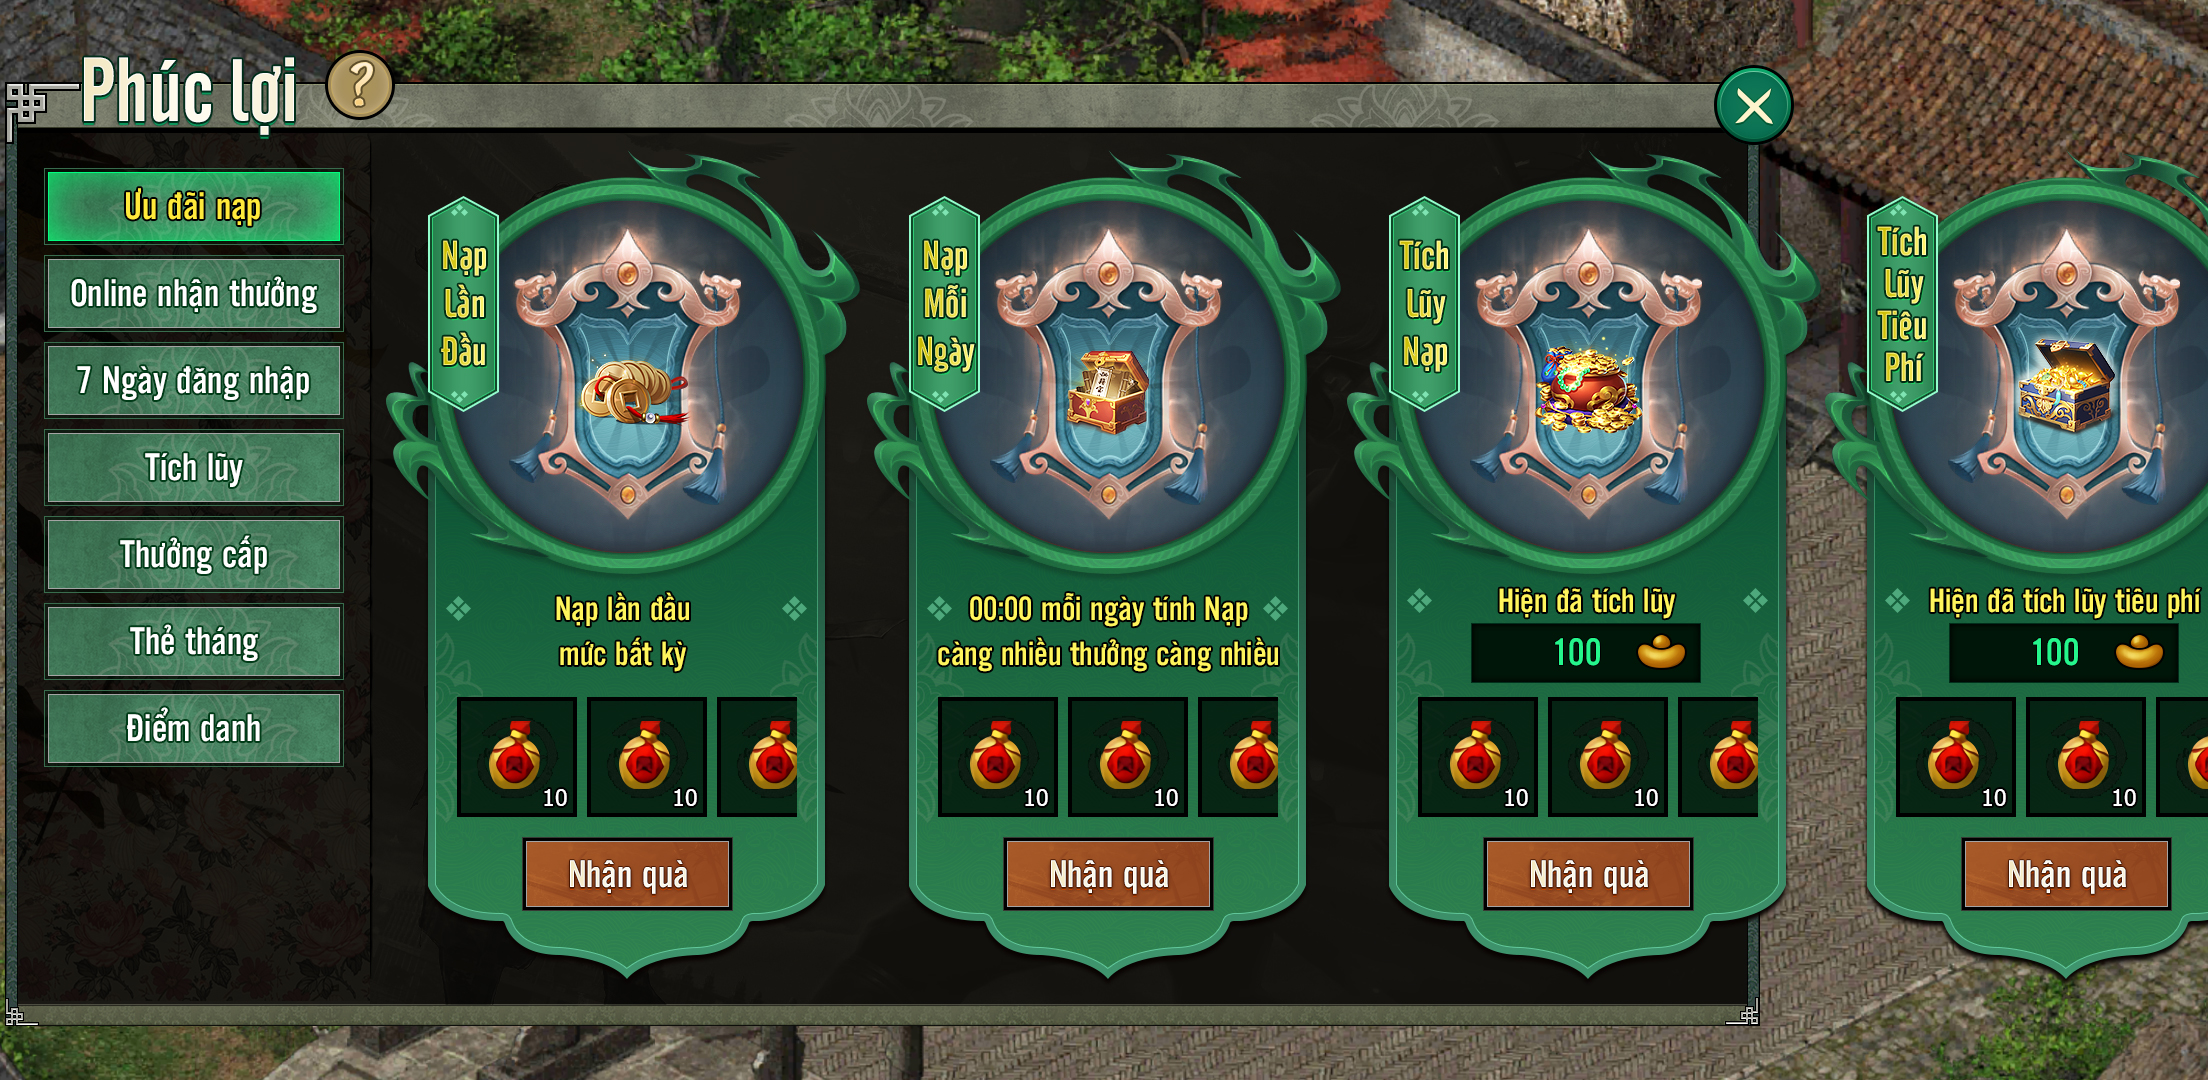 Phúc lợi
?
Ưu đãi nạp
Online nhận thưởng
7 Ngày đăng nhập
Tích lũy
Thưởng cấp
Thẻ tháng
Điểm danh
Nạp
Lần
Đầu
Nạp lần đầu
mức bất kỳ
10
10
Nhận quà
Nạp
Mỗi
Ngày
00:00 mỗi ngày tính Nạp
càng nhiều thưởng càng nhiều
10
10
Nhận quà
Tích
Lũy
Nạp
Hiện đã tích lũy
100
10
10
Nhận quà
Tích
Lũy
Tiêu
Phí
Hiện đã tích lũy tiêu phí
100
10
10
Nhận quà